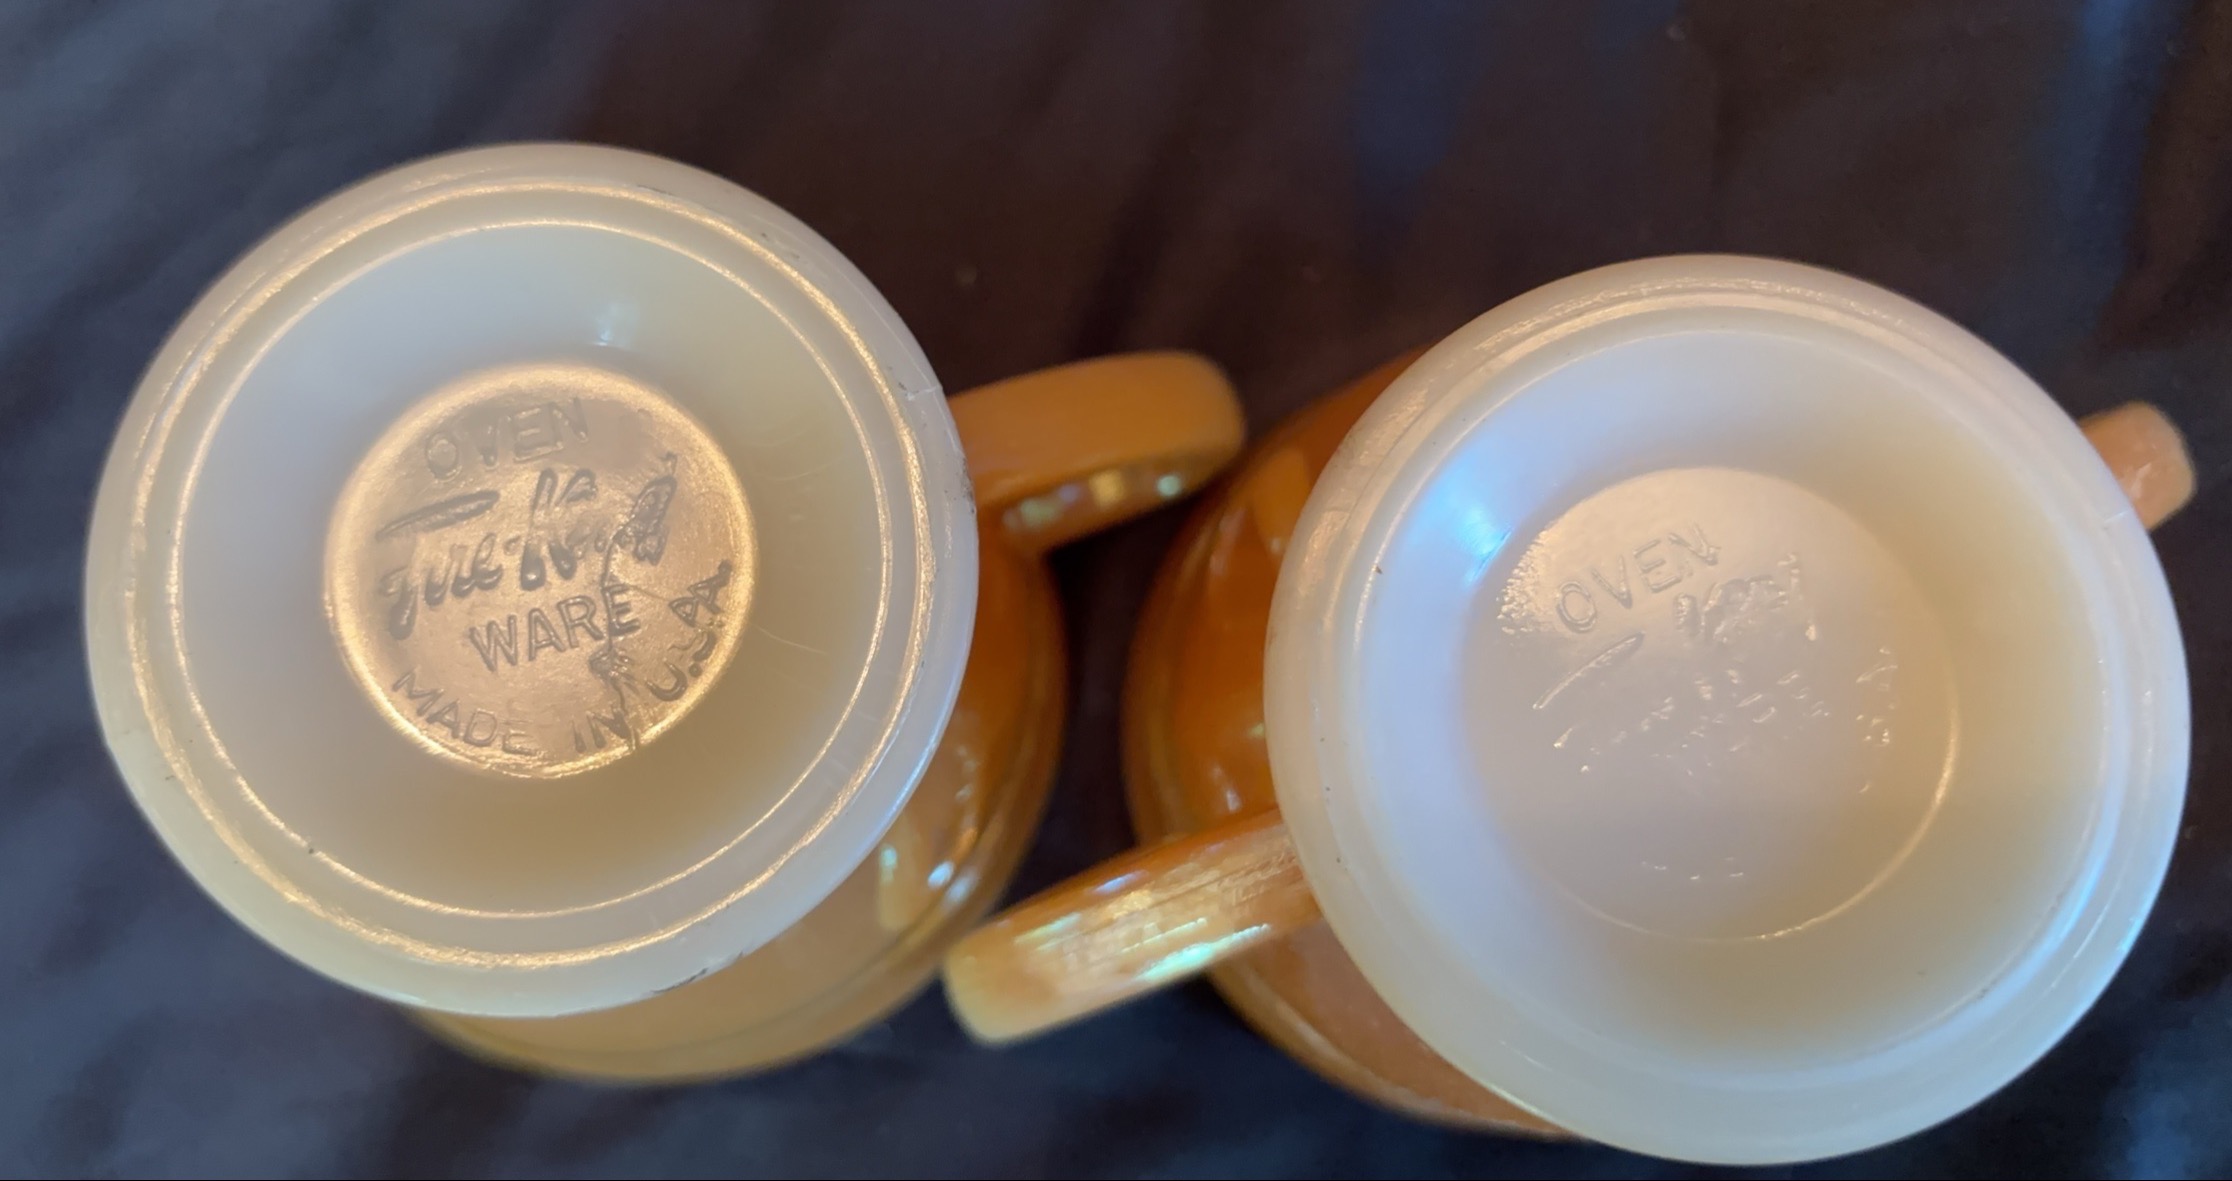 OVEN
Fire-King
WARE
MADE IN U.S.A.
OVEN